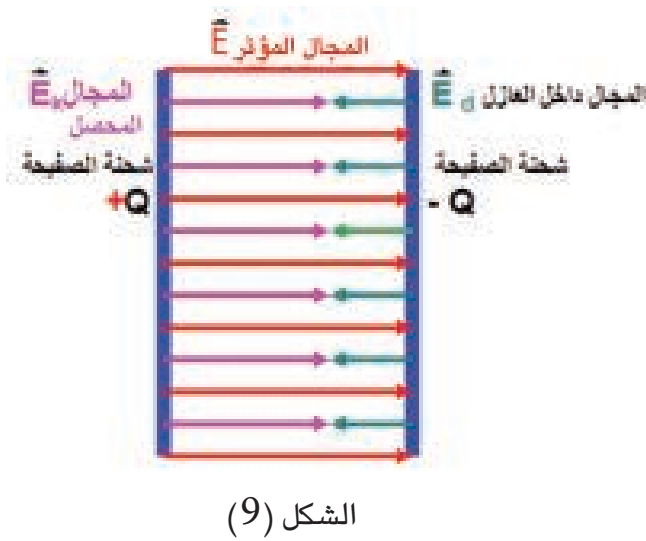 المجال المؤثر E
المجال E
المحصل
المجال داخل العازل E d
شحنة الصفيحة
+Q
شحنة الصفيحة
- Q
الشكل (9)